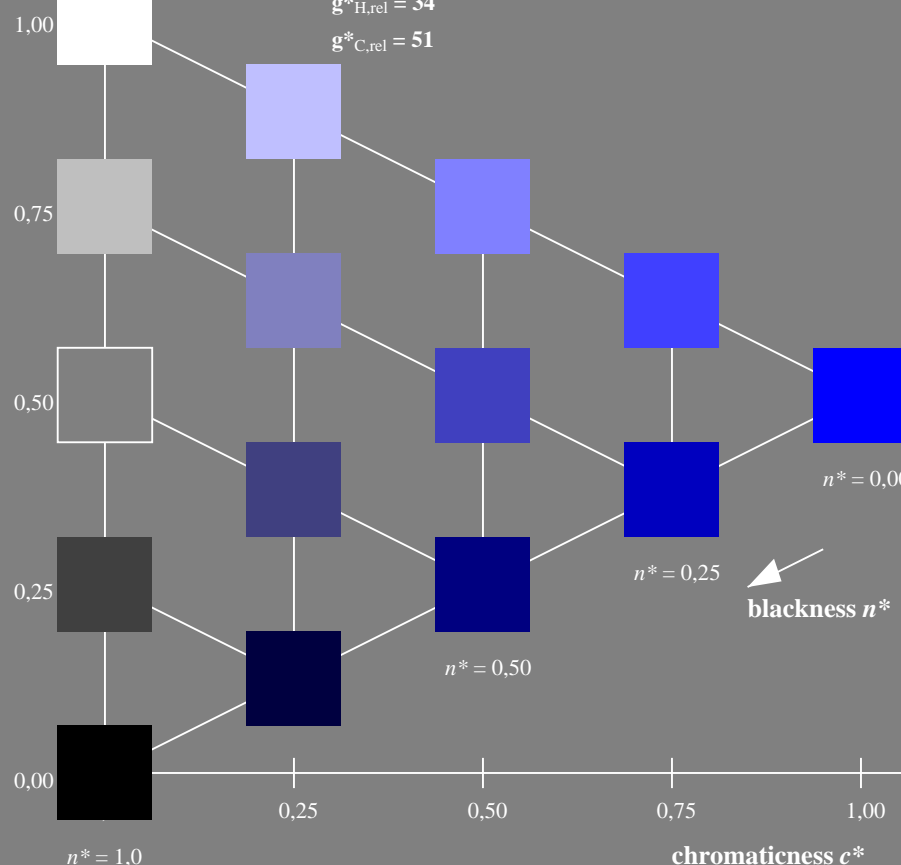 g*H,rel = 34
1,00
g*C,rel = 51
0,75
0,50
n* = 0,00
n* = 0,25
0,25
blackness n*
n* = 0,50
0,00
0,25 0,50 0,75 1,00
n* = 1,0
chromaticness c*